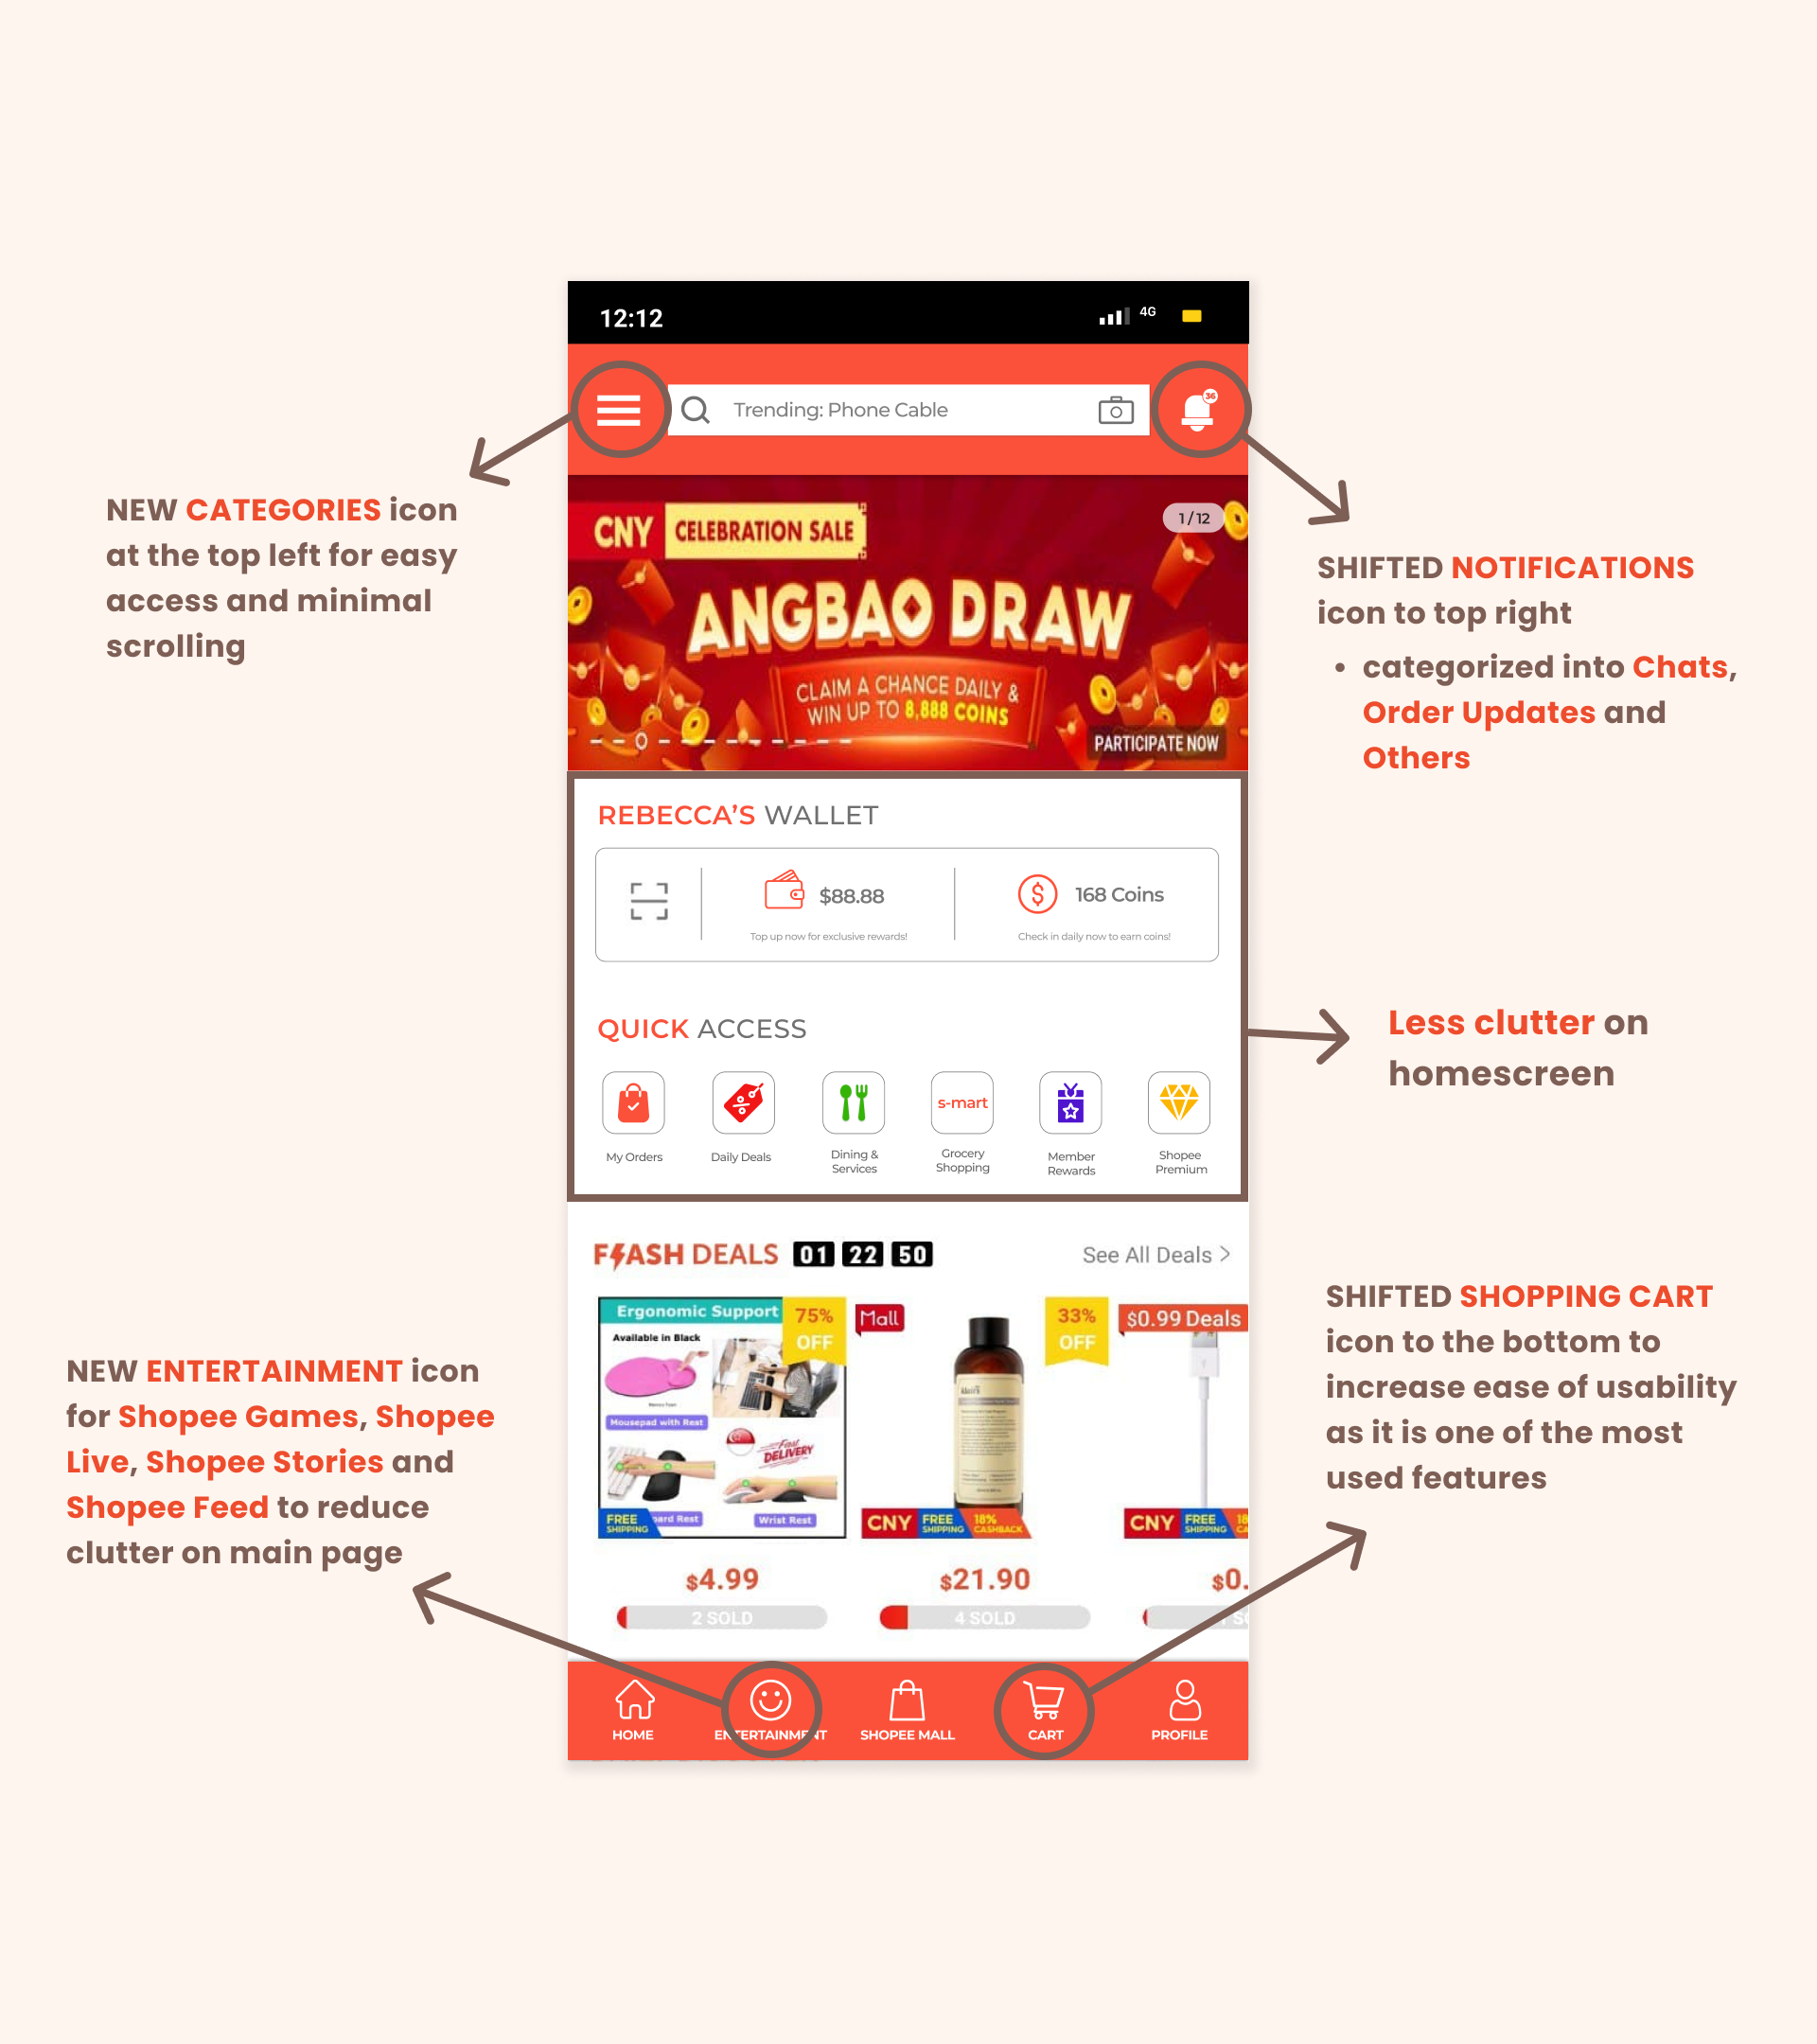 12:12
4G
Trending: Phone Cable
36
CNY CELEBRATION SALE
1/12
ANGBAO DRAW
CLAIM A CHANCE DAILY &
WIN UP TO 8,888 COINS
PARTICIPATE NOW
NEW CATEGORIES icon
at the top left for easy
access and minimal
scrolling
SHIFTED NOTIFICATIONS
icon to top right
• categorized into Chats,
Order Updates and
Others
REBECCA'S WALLET
$88.88
Top up now for exclusive rewards!
168 Coins
Check in daily now to earn coins!
QUICK ACCESS
My Orders
Daily Deals
Dining &
Services
s-mart
Grocery
Shopping
Member
Rewards
Shopee
Premium
Less clutter on
homescreen
FLASH DEALS 01 22 50
See All Deals >
Ergonomic Support
75%
OFF
Available in Black
Mousepad with Rest
Fast
DELIVERY
FREE
SHIPPING
ard Rest
Wrist Rest
Mall
33%
OFF
klairs
CNY
FREE
SHIPPING
18%
CASHBACK
$0.99 Deals
CNY
FREE
SHIPPING
18
CA
$4.99
2 SOLD
$21.90
4 SOLD
$0.
NEW ENTERTAINMENT icon
for Shopee Games, Shopee
Live, Shopee Stories and
Shopee Feed to reduce
clutter on main page
SHIFTED SHOPPING CART
icon to the bottom to
increase ease of usability
as it is one of the most
used features
HOME
ENTERTAINMENT
SHOPEE MALL
CART
PROFILE